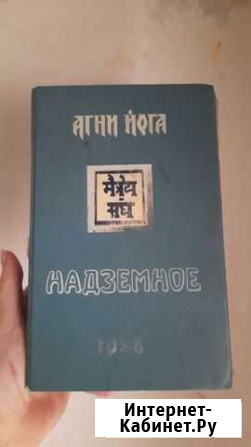 АГНИ ЙОГА
मैत्रेय
संघ
НАДЗЕМНОЕ
Интернет-
Кабинет.Ру